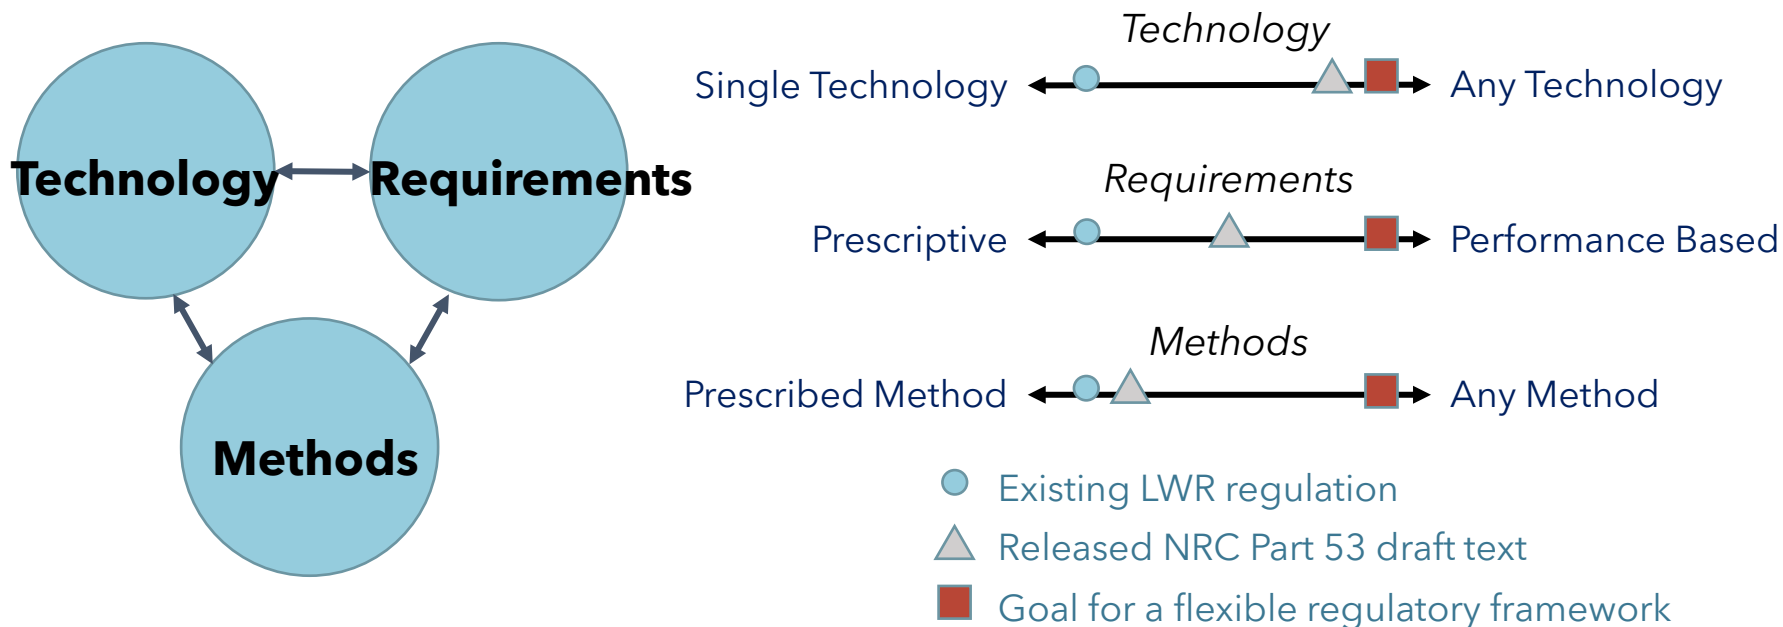 Technology
Requirements
Methods
Technology
Single Technology
Any Technology
Requirements
Prescriptive
Performance Based
Methods
Prescribed Method
Any Method
Existing LWR regulation
Released NRC Part 53 draft text
Goal for a flexible regulatory framework